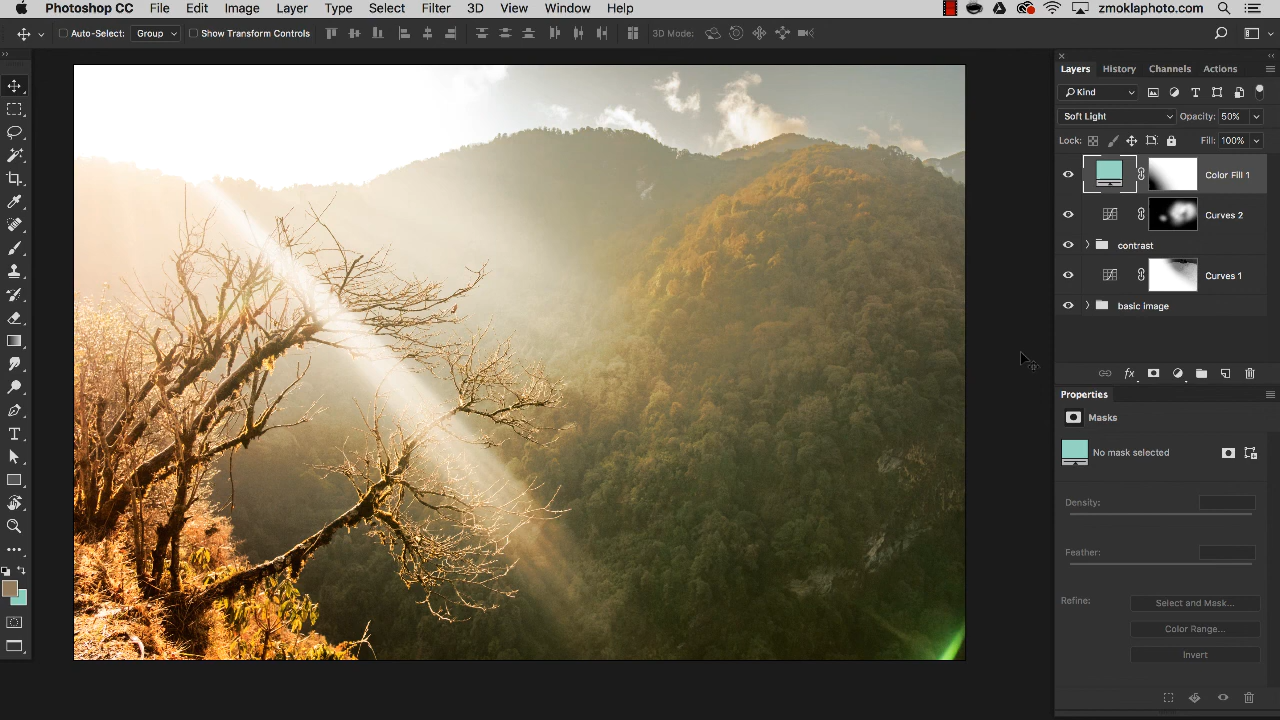 Photoshop CC File Edit Image Layer Type Select Filter 3D View Window Help zmoklaphoto.com
Auto-Select: Group Show Transform Controls 3D Mode:
Layers History Channels Actions
Kind
Soft Light Opacity: 50%
Lock: Fill: 100%
Color Fill 1
Curves 2
contrast
Curves 1
basic image
fx
Properties
Masks
No mask selected
Density:
Feather:
Refine: Select and Mask...
Color Range...
Invert